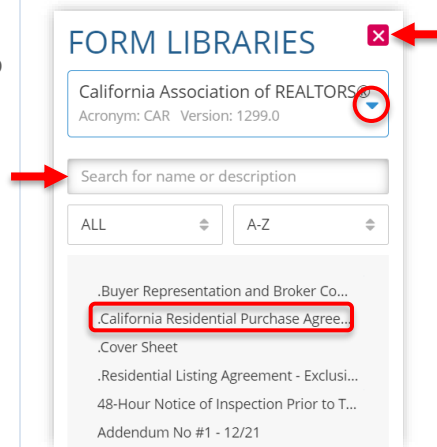 FORM LIBRARIES
California Association of REALTORS®
Acronym: CAR Version: 1299.0
Search for name or description
ALL
A-Z
.Buyer Representation and Broker Co...
.California Residential Purchase Agree...
.Cover Sheet
.Residential Listing Agreement - Exclusi...
48-Hour Notice of Inspection Prior to T...
Addendum No #1 - 12/21